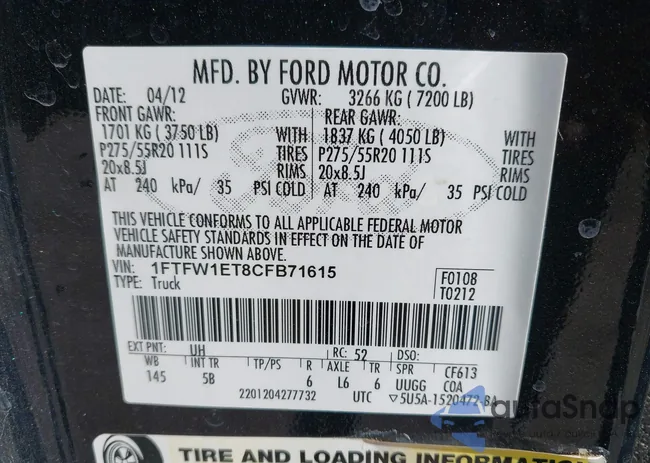 MFD. BY FORD MOTOR CO.
DATE: 04/12 GVWR: 3266 KG ( 7200 LB)
FRONT GAWR: REAR GAWR:
1701 KG ( 3750 LB) WITH 1837 KG ( 4050 LB) WITH
P275/55R20 111S TIRES P275/55R20 111S TIRES
20x8.5J RIMS 20x8.5J RIMS
AT 240 kPa/ 35 PSI COLD AT 240 kPa/ 35 PSI COLD
THIS VEHICLE CONFORMS TO ALL APPLICABLE FEDERAL MOTOR
VEHICLE SAFETY STANDARDS IN EFFECT ON THE DATE OF
MANUFACTURE SHOWN ABOVE.
VIN: 1FTFW1ET8CFB71615
TYPE: Truck
F0108
T0212
EXT PNT: UH RC: 52 DSO:
WB INT TR TP/PS R AXLE TR SPR CF613
145 5B 6 L6 6 UUGG COA
2201204277732 UTC ▽5U5A-1520472-BA
autoSnap
TIRE AND LOADING INFORMATION